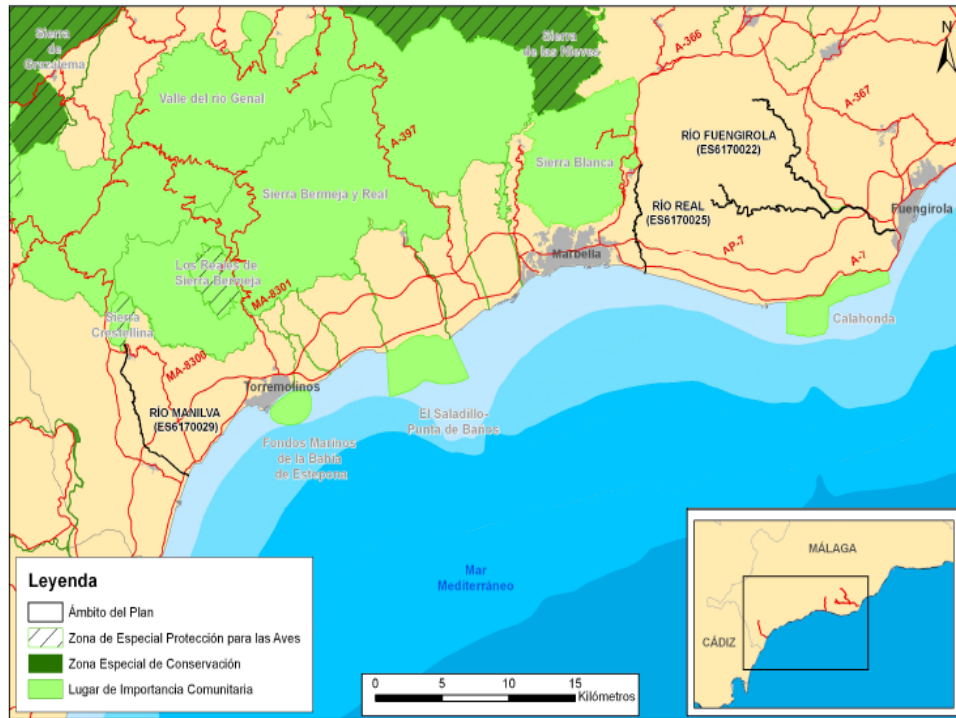 Sierra
de
Grazalema
Sierra
de las Nieves
N
A-366
Valle del río Genal
A-367
A-397
RÍO FUENGIROLA
(ES6170022)
Sierra Blanca
Sierra Bermeja y Real
RÍO REAL
(ES6170025)
Fuengirola
AP-7
Marbella
A-7
Los Reales de
Sierra Bermeja
MA-8301
Sierra
Crestellina
Calahonda
MA-8300
Torremolinos
RÍO MANILVA
(ES6170029)
El Saladillo-
Punta de Baños
Fondos Marinos
de la Bahía
de Estepona
Mar
Mediterráneo
Leyenda
Ámbito del Plan
Zona de Especial Protección para las Aves
Zona Especial de Conservación
Lugar de Importancia Comunitaria
0 5 10 15
Kilómetros
MÁLAGA
CÁDIZ